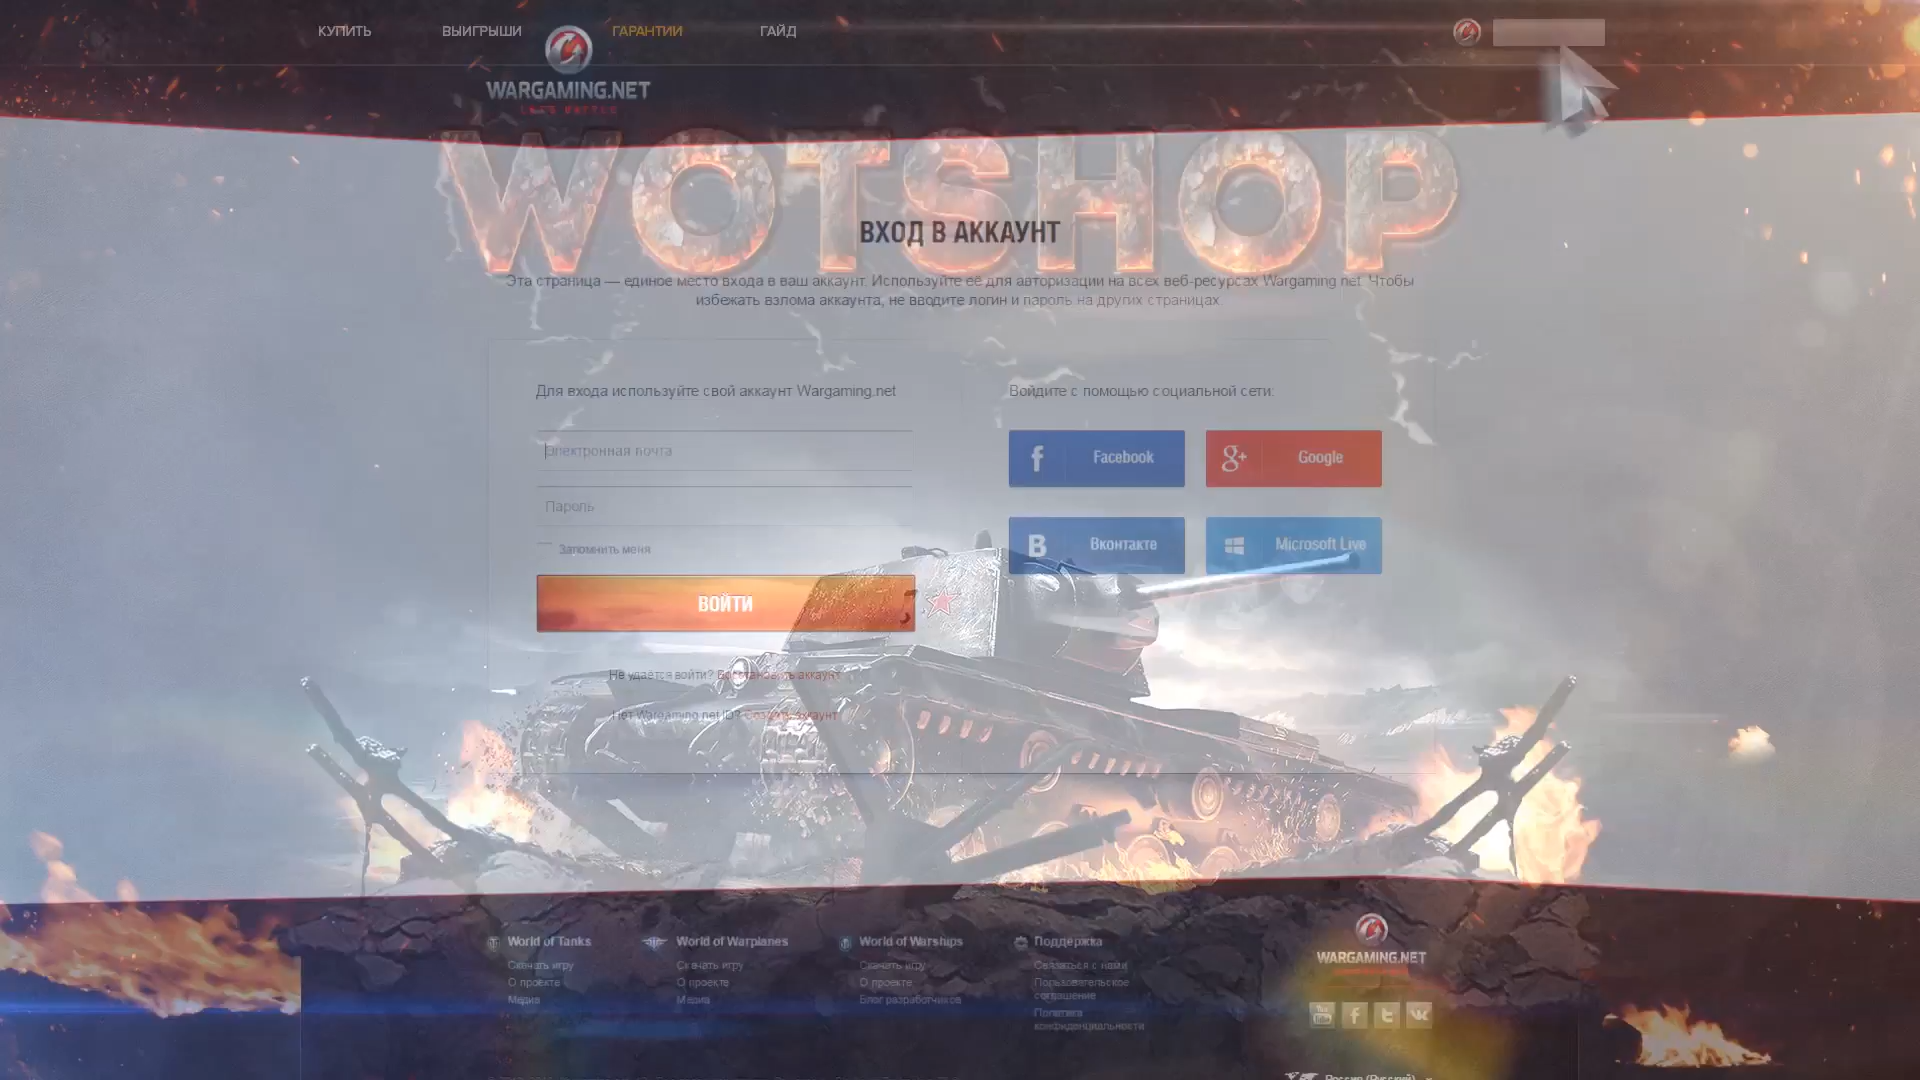 КУПИТЬ ВЫИГРЫШИ ГАРАНТИИ ГАЙД
WARGAMING.NET
LET'S BATTLE
WOTSHOP
ВХОД В АККАУНТ
Эта страница — единое место входа в ваш аккаунт. Используйте её для авторизации на всех веб-ресурсах Wargaming.net. Чтобы
избежать взлома аккаунта, не вводите логин и пароль на других страницах.
Для входа используйте свой аккаунт Wargaming.net
Электронная почта
Пароль
Запомнить меня
ВОЙТИ
Не удаётся войти? Восстановить аккаунт
Нет Wargaming.net ID? Создать аккаунт
Войдите с помощью социальной сети:
Facebook
Google
Вконтакте
Microsoft Live
World of Tanks
Скачать игру
О проекте
Медиа
World of Warplanes
Скачать игру
О проекте
Медиа
World of Warships
Скачать игру
О проекте
Блог разработчиков
Поддержка
Связаться с нами
Пользовательское
соглашение
Политика
конфиденциальности
WARGAMING.NET
Россия (Русский)